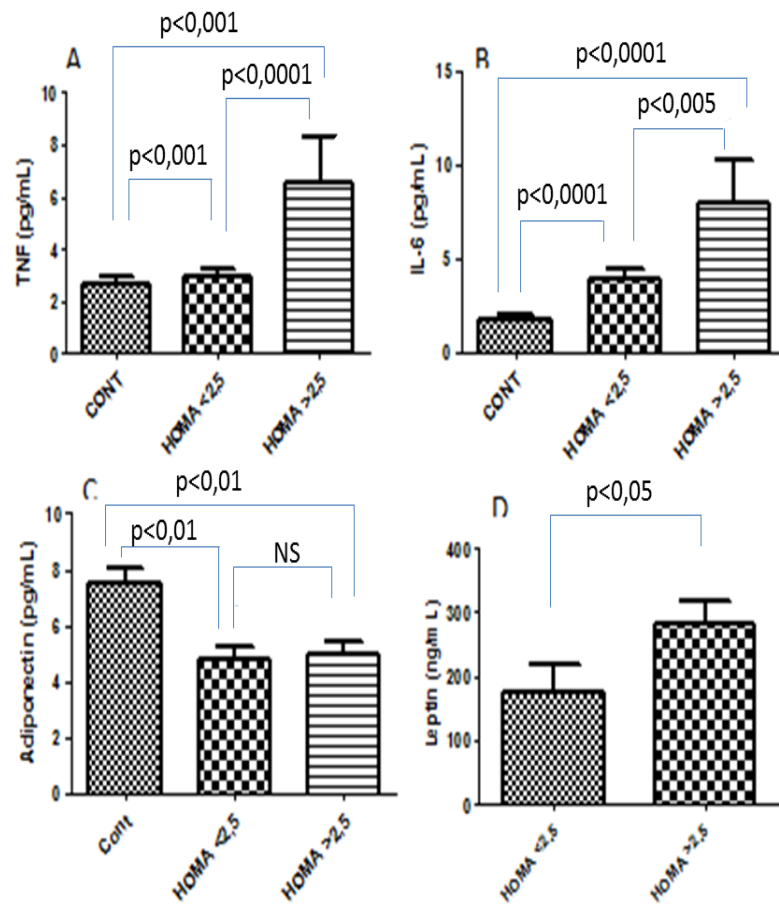 A
p<0,001
p<0,0001
p<0,001
TNF (pg/mL)
10
8
6
4
2
0
CONT
HOMA <2,5
HOMA >2,5
B
p<0,0001
p<0,005
p<0,0001
IL-6 (pg/mL)
15
10
5
0
CONT
HOMA <2,5
HOMA >2,5
C
p<0,01
p<0,01
NS
Adiponectin (pg/mL)
8
6
4
2
0
Cont
HOMA <2,5
HOMA >2,5
D
p<0,05
Leptin (ng/mL)
400
300
200
100
0
HoMA <2,5
HoMA >2,5